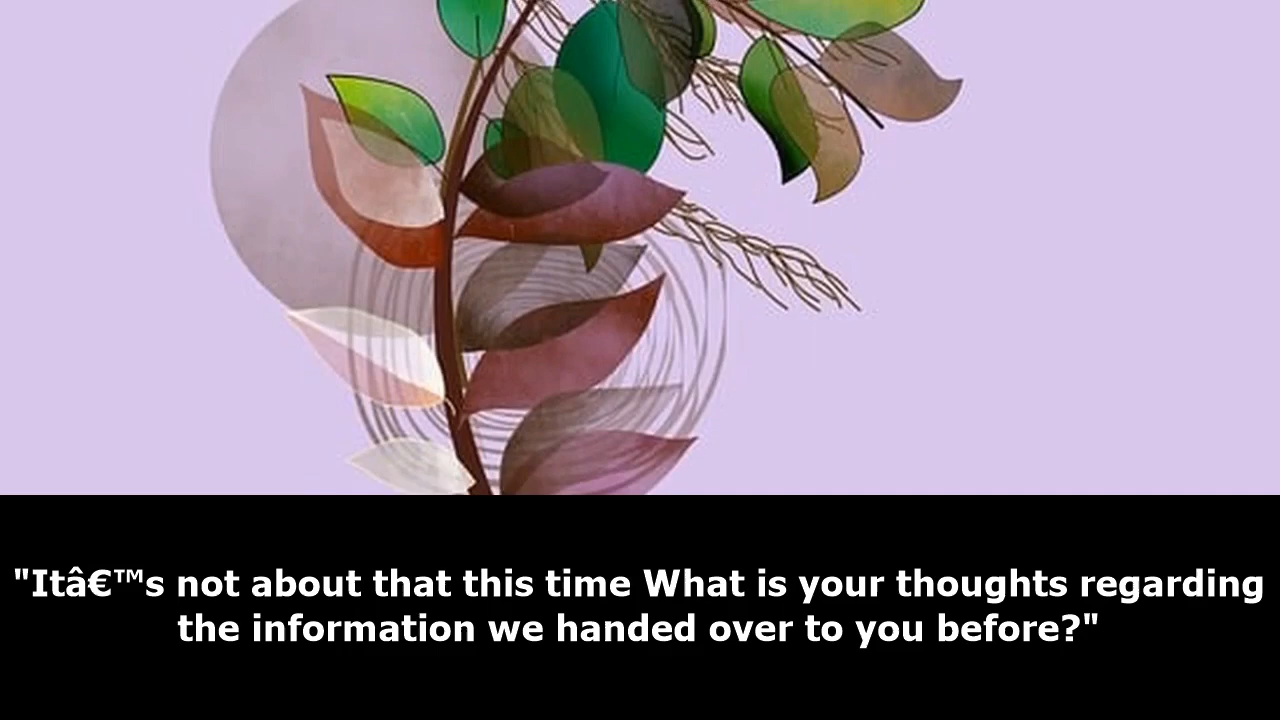 "Itâ€™s not about that this time What is your thoughts regarding
the information we handed over to you before?"